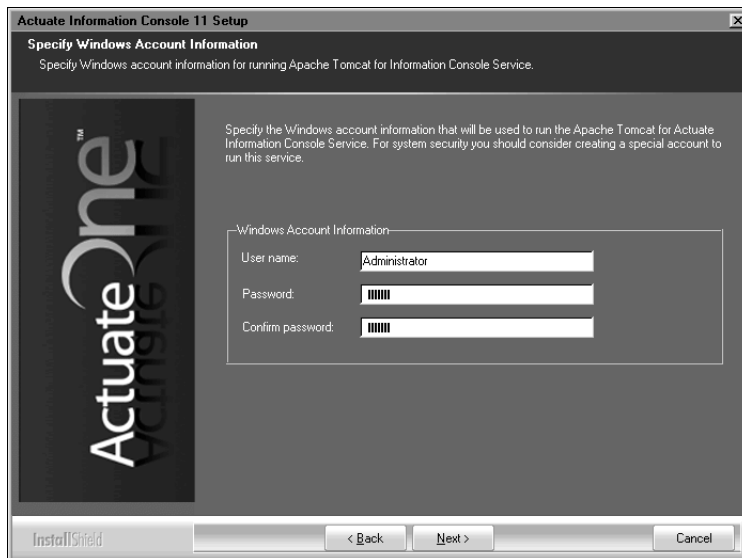 Actuate Information Console 11 Setup
Specify Windows Account Information
Specify Windows account information for running Apache Tomcat for Information Console Service.
ActuateOne™
Specify the Windows account information that will be used to run the Apache Tomcat for Actuate
Information Console Service. For system security you should consider creating a special account to
run this service.
Windows Account Information
User name:
Administrator
Password:
Confirm password:
InstallShield
< Back
Next >
Cancel